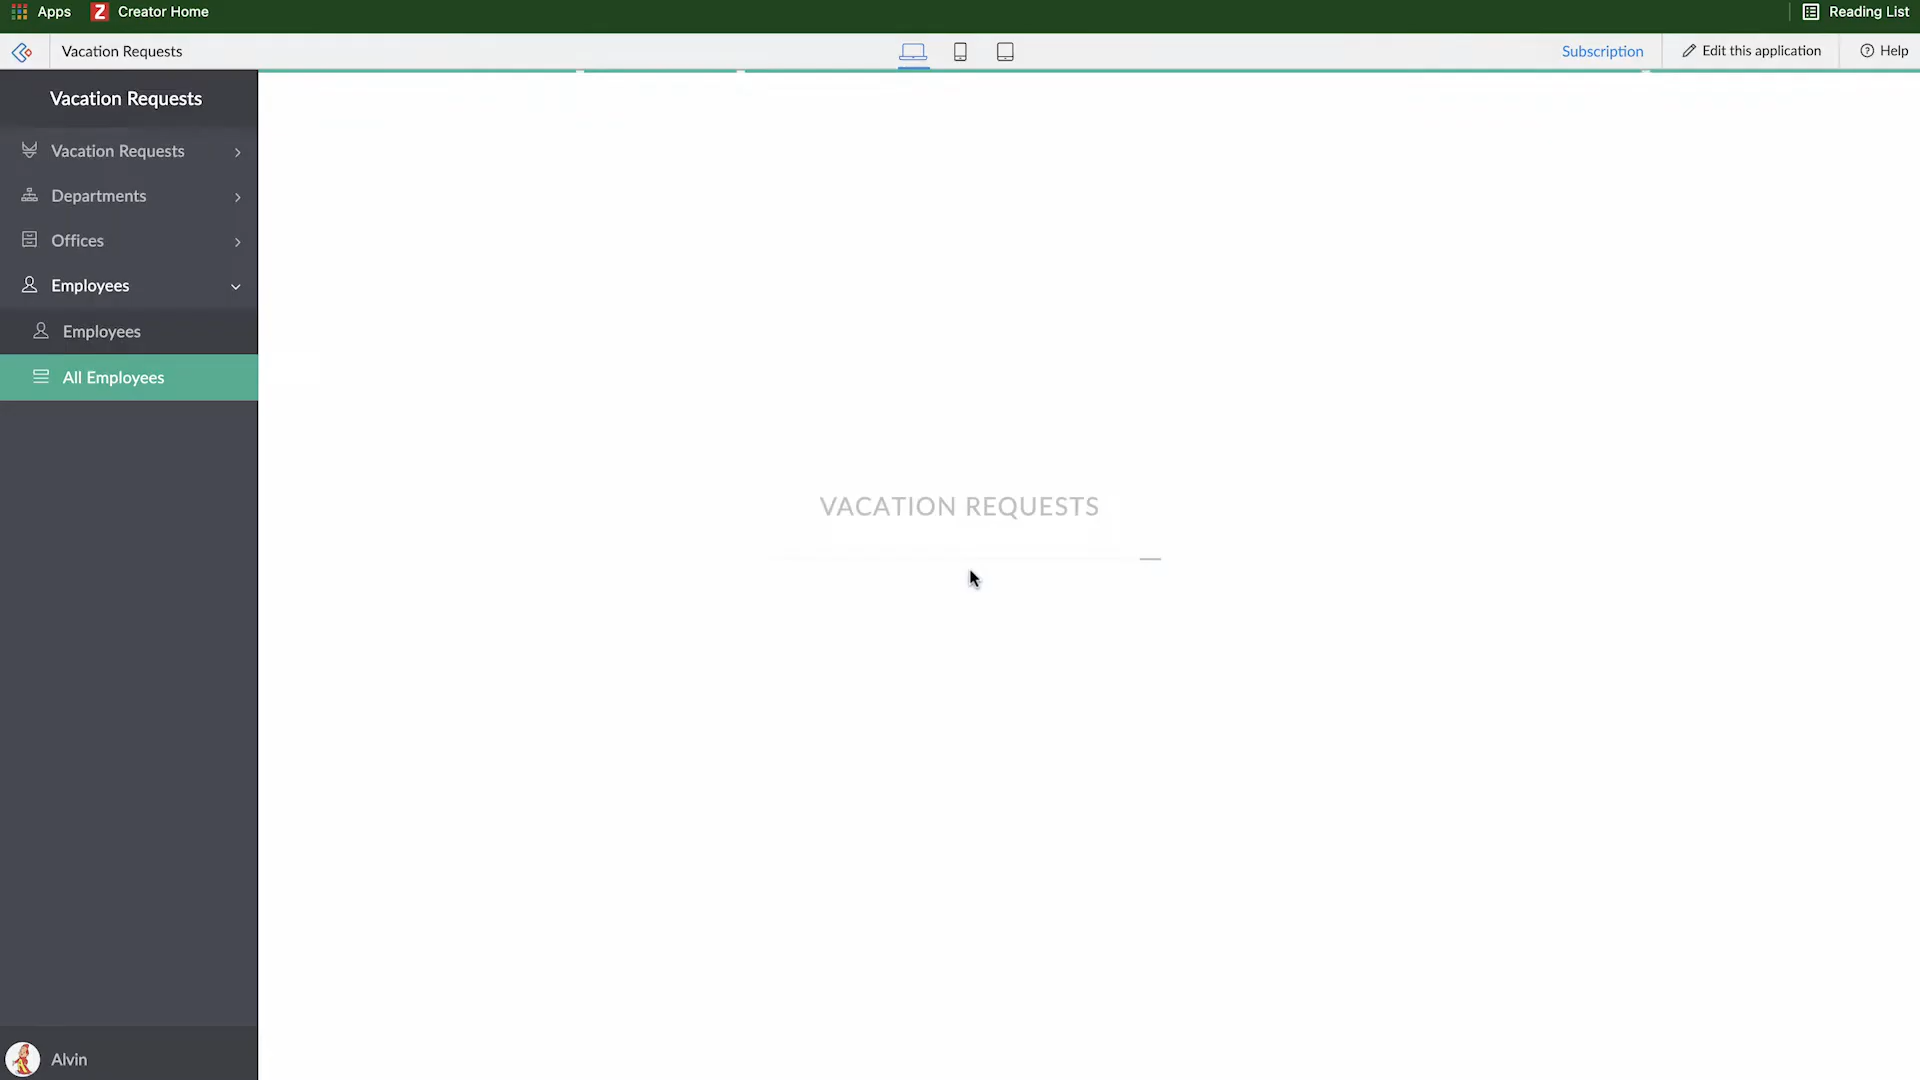 Apps
Creator Home
Reading List
Vacation Requests
Subscription
Edit this application
Help
Vacation Requests
Vacation Requests
Departments
Offices
Employees
Employees
All Employees
VACATION REQUESTS
Alvin